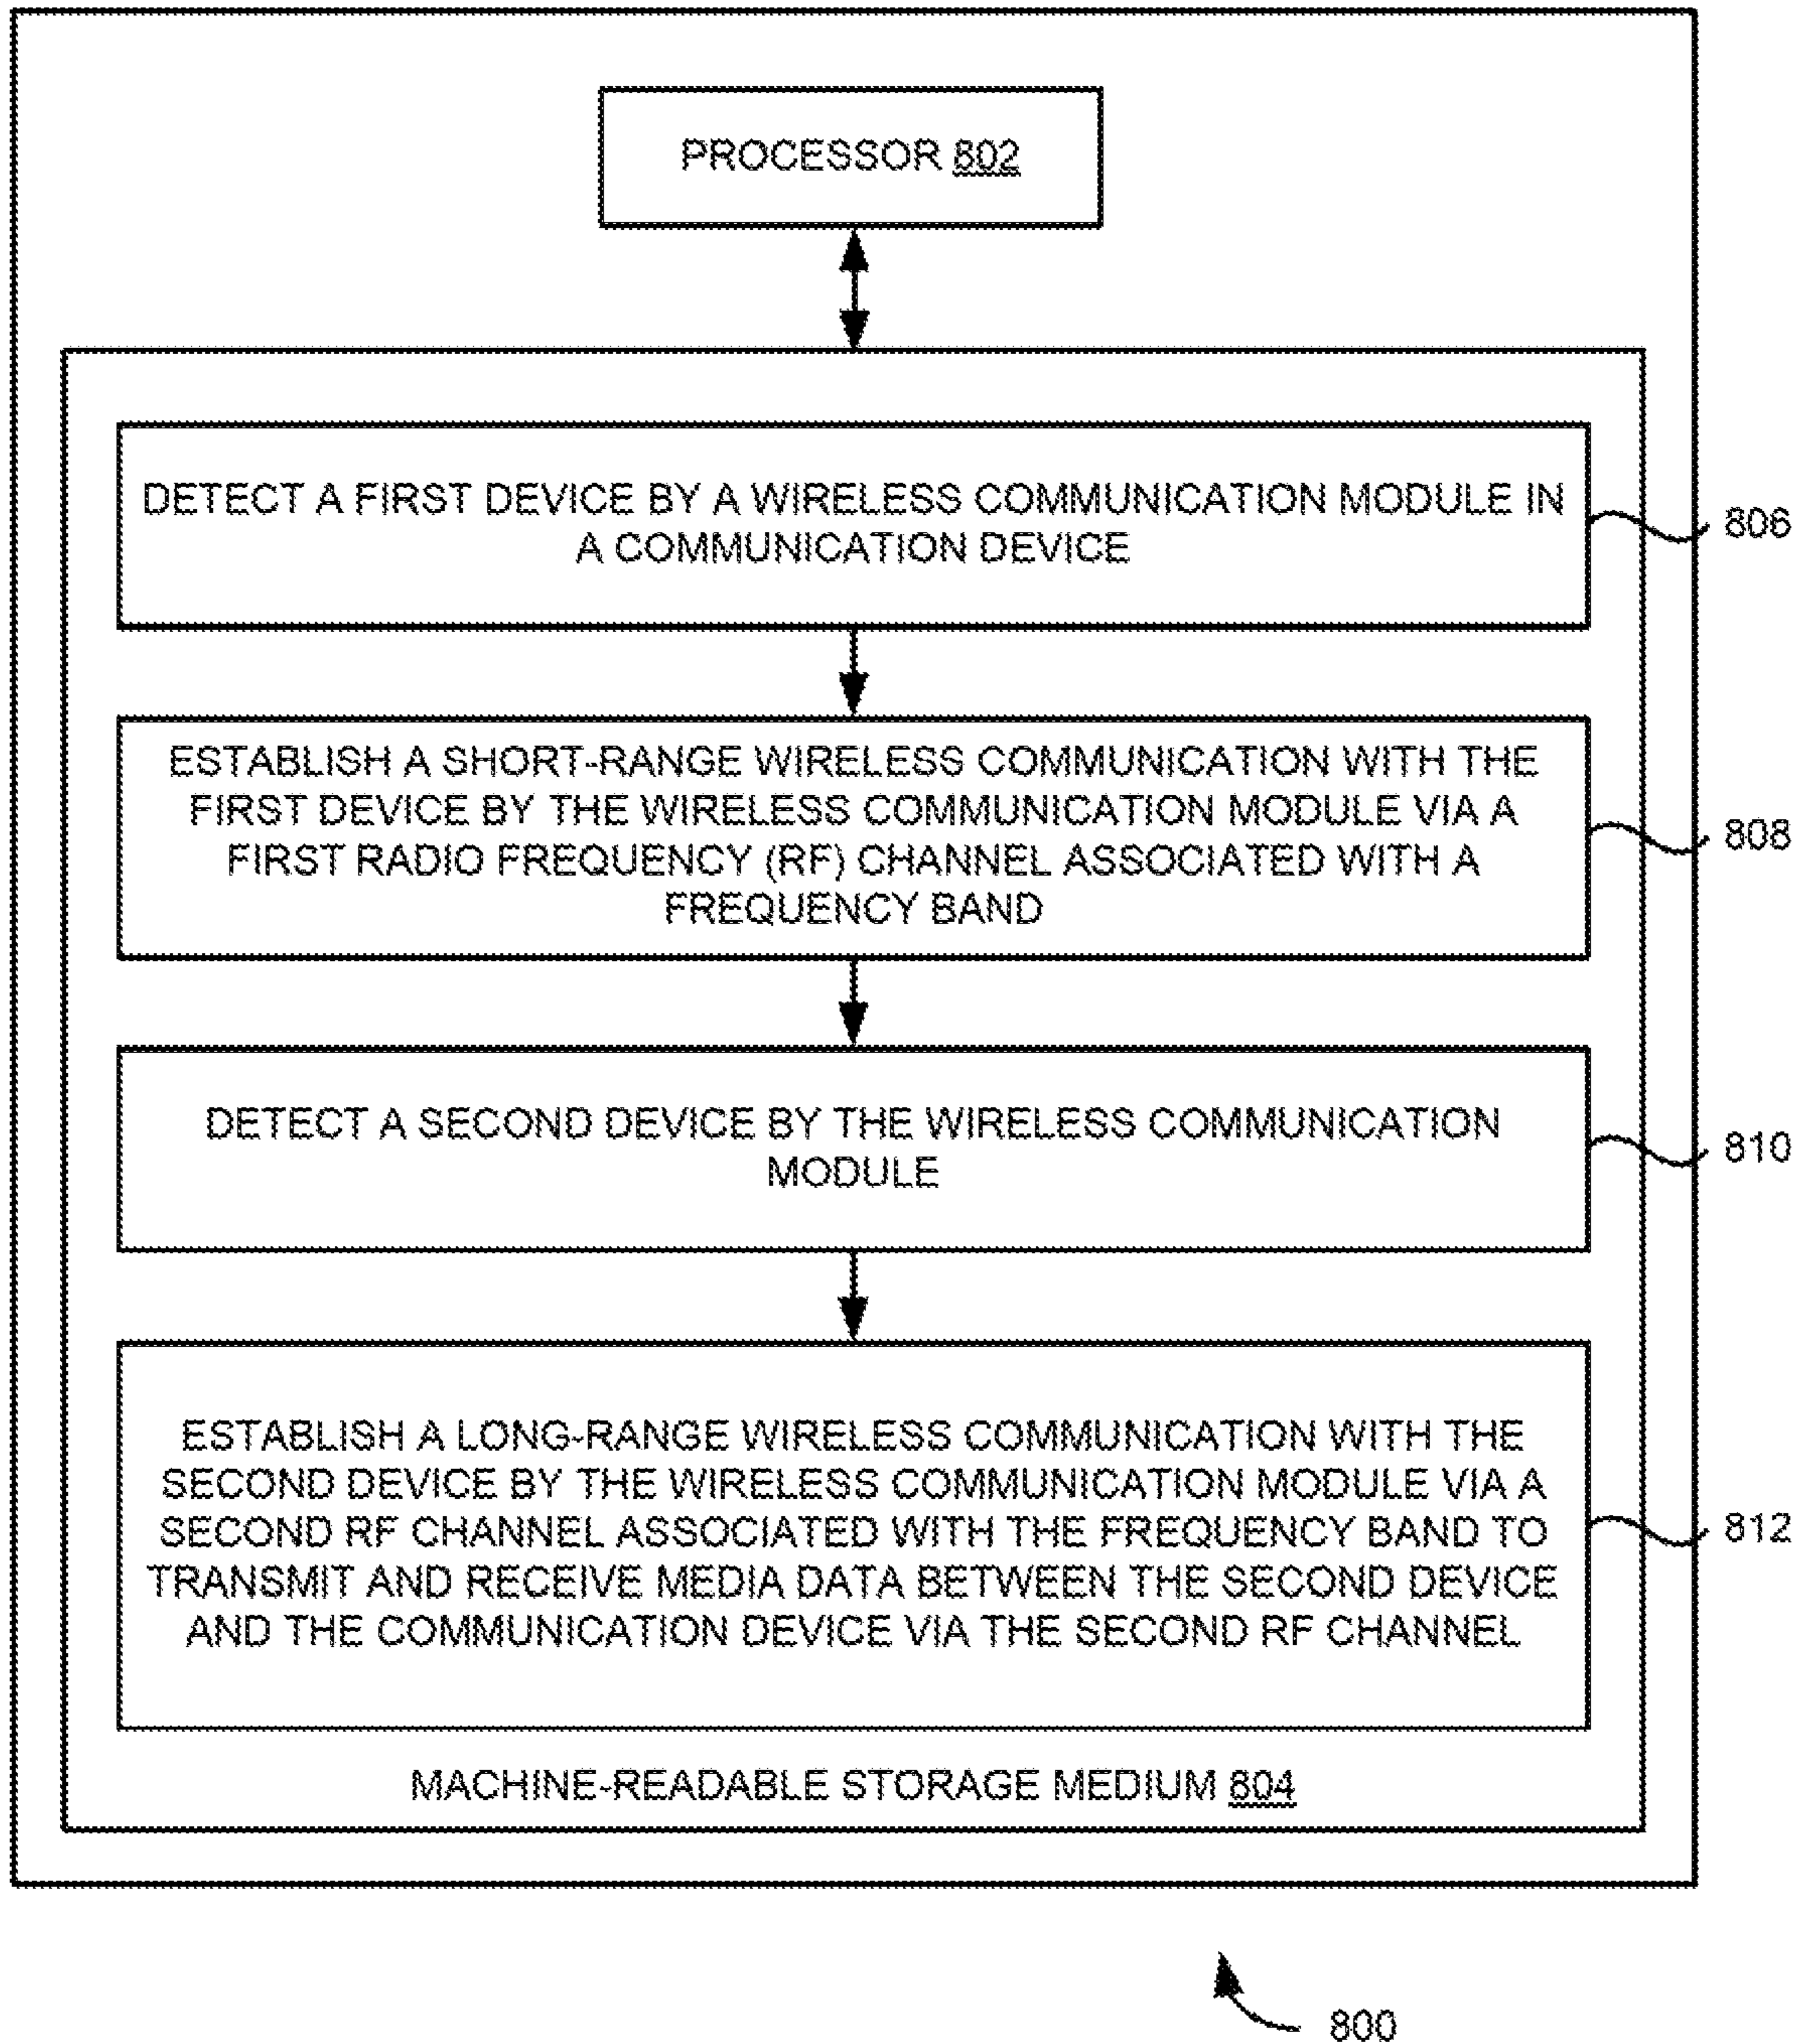 PROCESSOR 802
DETECT A FIRST DEVICE BY A WIRELESS COMMUNICATION MODULE IN
A COMMUNICATION DEVICE
806
ESTABLISH A SHORT-RANGE WIRELESS COMMUNICATION WITH THE
FIRST DEVICE BY THE WIRELESS COMMUNICATION MODULE VIA A
FIRST RADIO FREQUENCY (RF) CHANNEL ASSOCIATED WITH A
FREQUENCY BAND
808
DETECT A SECOND DEVICE BY THE WIRELESS COMMUNICATION
MODULE
810
ESTABLISH A LONG-RANGE WIRELESS COMMUNICATION WITH THE
SECOND DEVICE BY THE WIRELESS COMMUNICATION MODULE VIA A
SECOND RF CHANNEL ASSOCIATED WITH THE FREQUENCY BAND TO
TRANSMIT AND RECEIVE MEDIA DATA BETWEEN THE SECOND DEVICE
AND THE COMMUNICATION DEVICE VIA THE SECOND RF CHANNEL
812
MACHINE-READABLE STORAGE MEDIUM 804
800